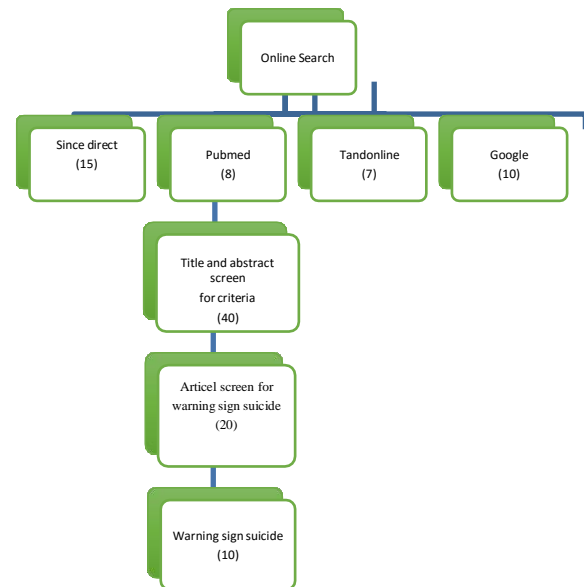 Online Search
Since direct
(15)
Pubmed
(8)
Tandonline
(7)
Google
(10)
Title and abstract
screen
for criteria
(40)
Articel screen for
warning sign suicide
(20)
Warning sign suicide
(10)